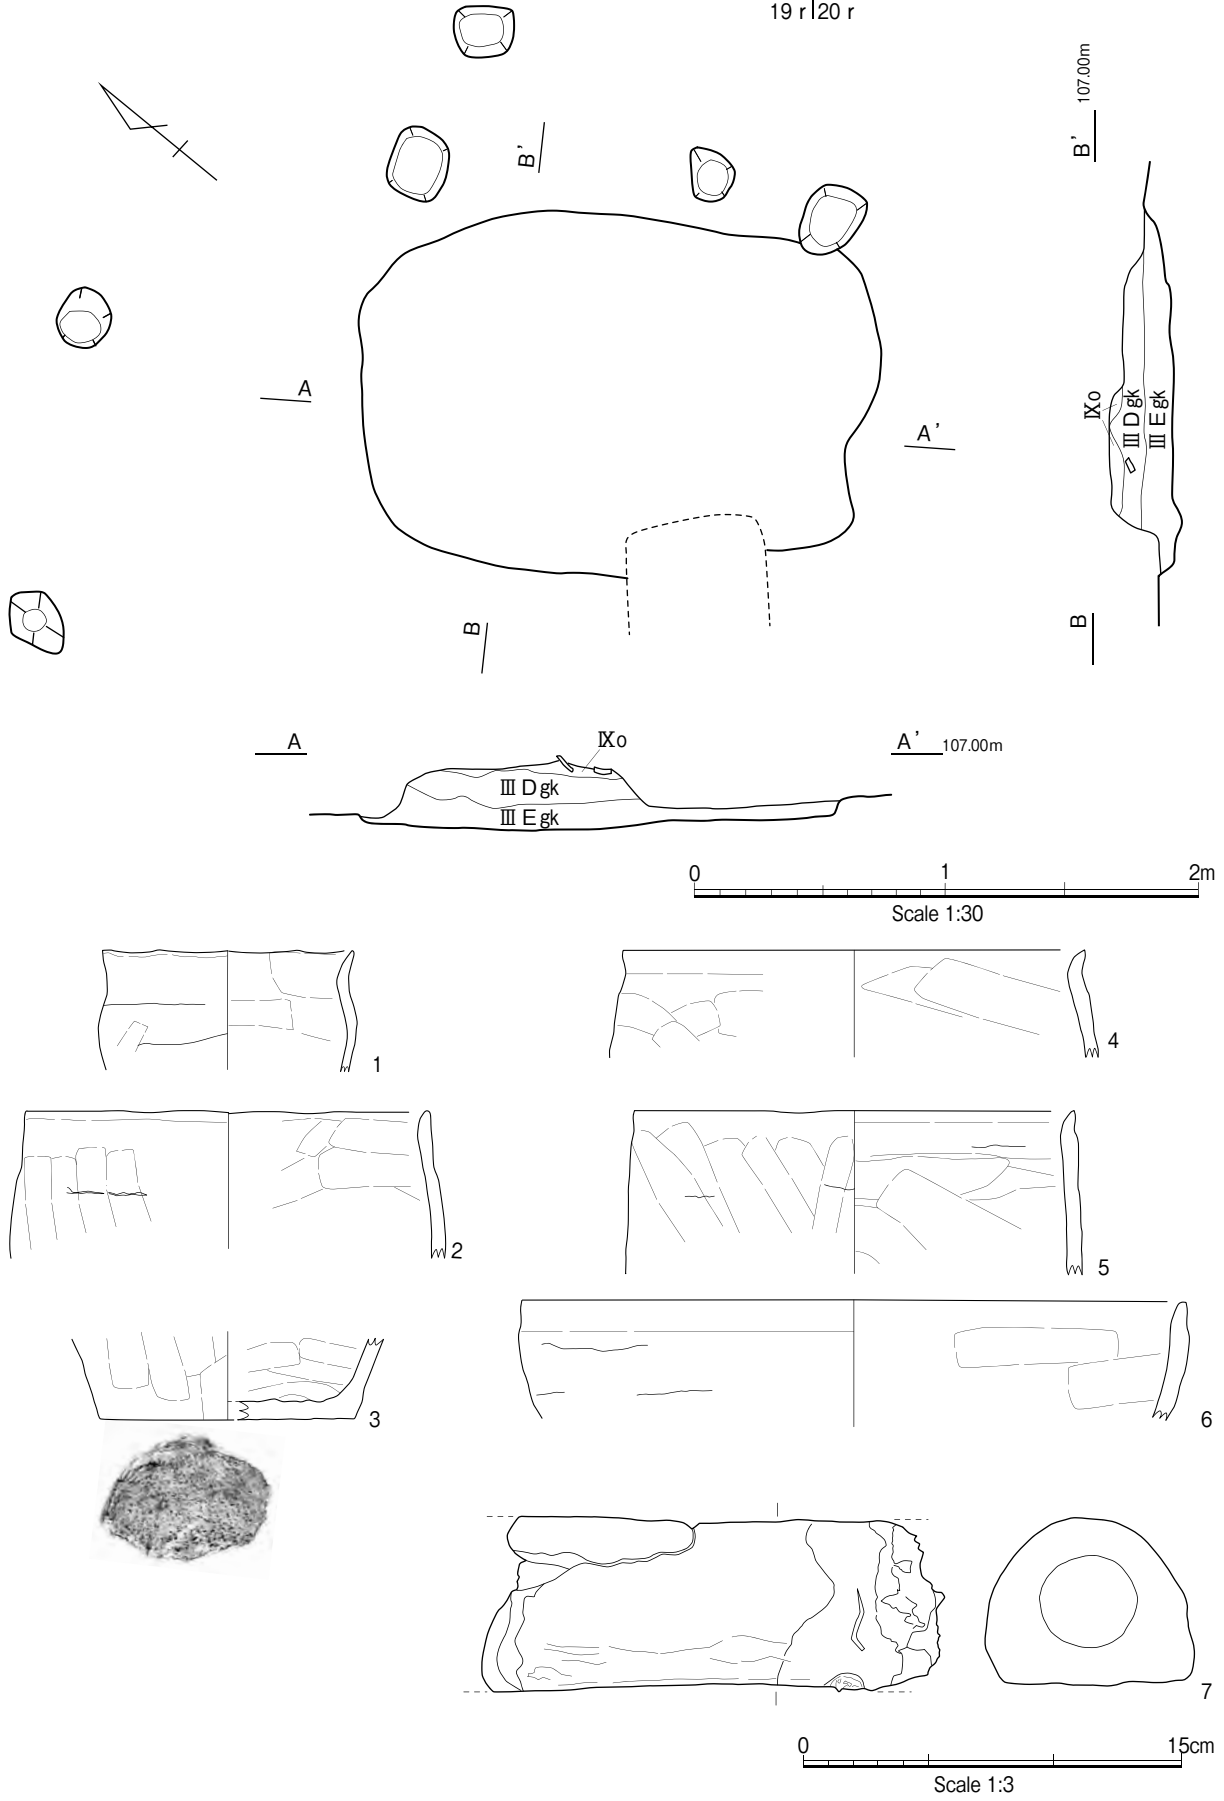 19 r 20 r
B’
A
A’
B
107.00m
B’
Ⅸo
Ⅲ D gk
Ⅲ E gk
B
A
Ⅸo
A’ 107.00m
Ⅲ D gk
Ⅲ E gk
0 1 2m
Scale 1:30
1
4
2
5
3
6
7
0 15cm
Scale 1:3